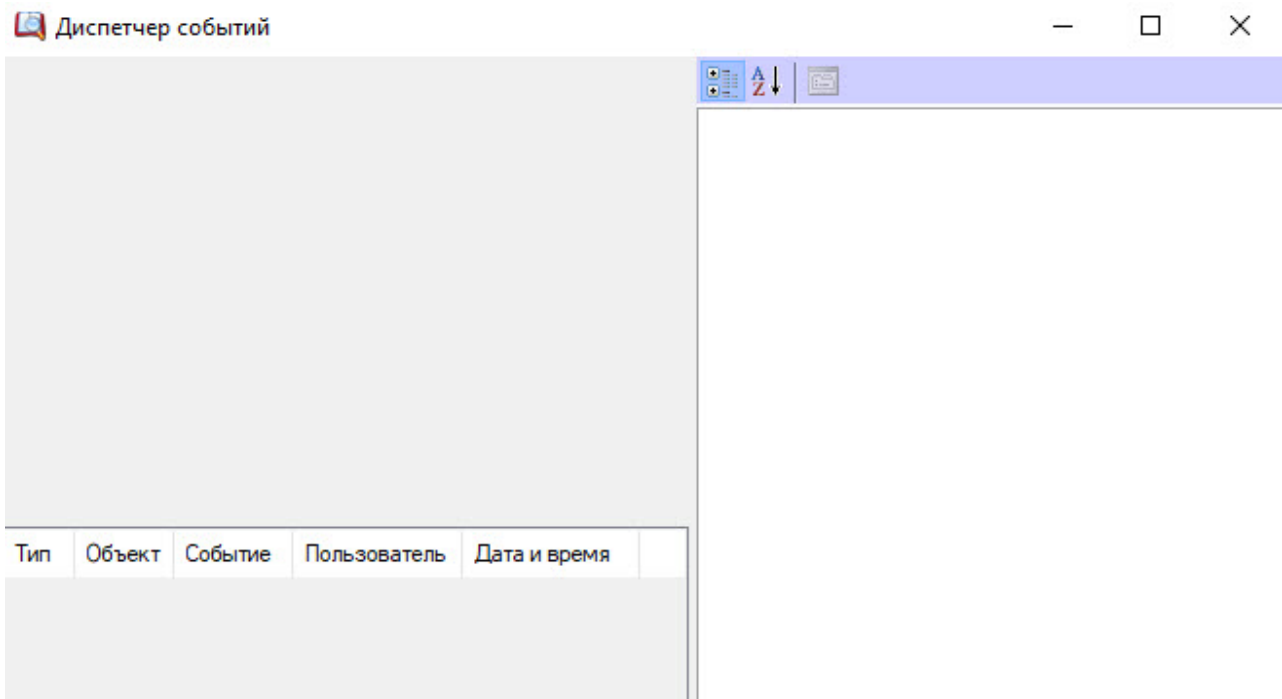 Диспетчер событий
A
Z
Тип Объект Событие Пользователь Дата и время